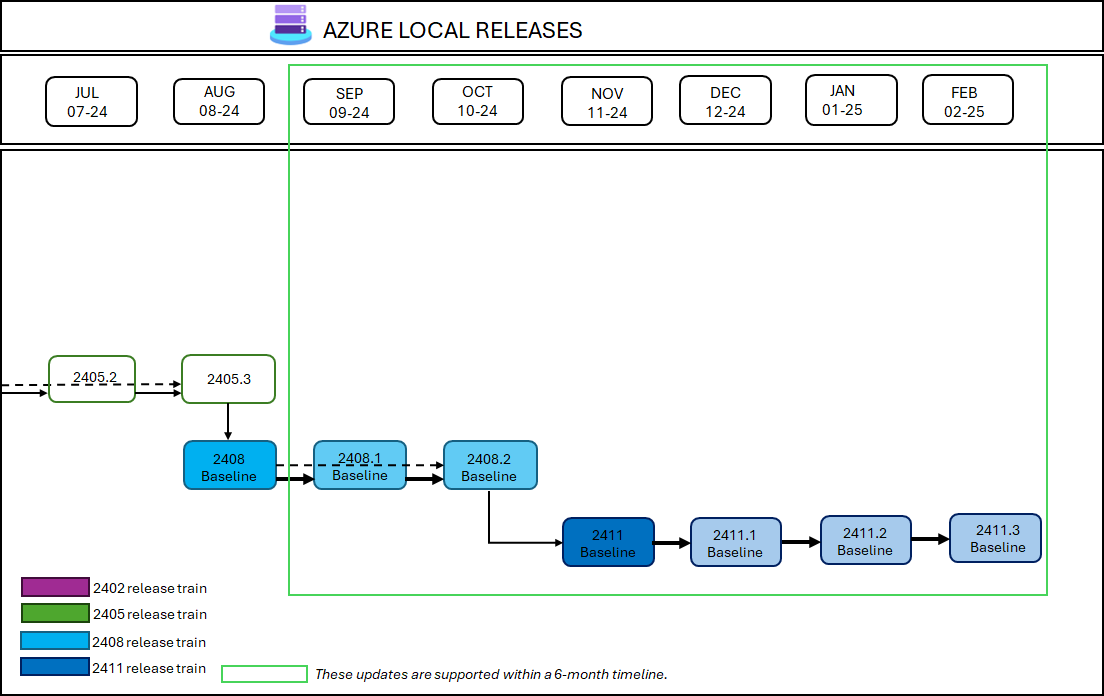 AZURE LOCAL RELEASES
JUL
07-24
AUG
08-24
SEP
09-24
OCT
10-24
NOV
11-24
DEC
12-24
JAN
01-25
FEB
02-25
2405.2
2405.3
2408
Baseline
2408.1
Baseline
2408.2
Baseline
2411
Baseline
2411.1
Baseline
2411.2
Baseline
2411.3
Baseline
2402 release train
2405 release train
2408 release train
2411 release train
These updates are supported within a 6-month timeline.